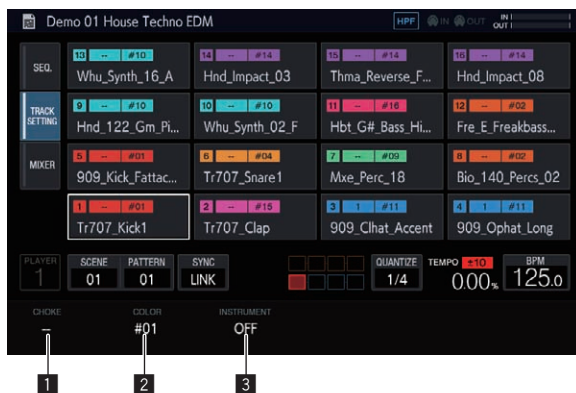 Demo 01 House Techno EDM
HPF IN OUT IN OUT
SEQ.
13 -- #10
Whu_Synth_16_A
14 -- #14
Hnd_Impact_03
15 -- #14
Thma_Reverse_F...
16 -- #14
Hnd_Impact_08
TRACK SETTING
9 -- #10
Hnd_122_Gm_Pi...
10 -- #10
Whu_Synth_02_F
11 -- #16
Hbt_G#_Bass_Hi...
12 -- #02
Fre_E_Freakbass...
MIXER
5 -- #01
909_Kick_Fattac...
6 -- #04
Tr707_Snare1
7 -- #09
Mxe_Perc_18
8 -- #02
Bio_140_Percs_02
1 -- #01
Tr707_Kick1
2 -- #15
Tr707_Clap
3 1 #11
909_Clhat_Accent
4 1 #11
909_Ophat_Long
PLAYER
1
SCENE
01
PATTERN
01
SYNC
LINK
QUANTIZE
1/4
TEMPO ±10
0.00%
BPM
125.0
CHOKE
--
COLOR
#01
INSTRUMENT
OFF
1 2 3